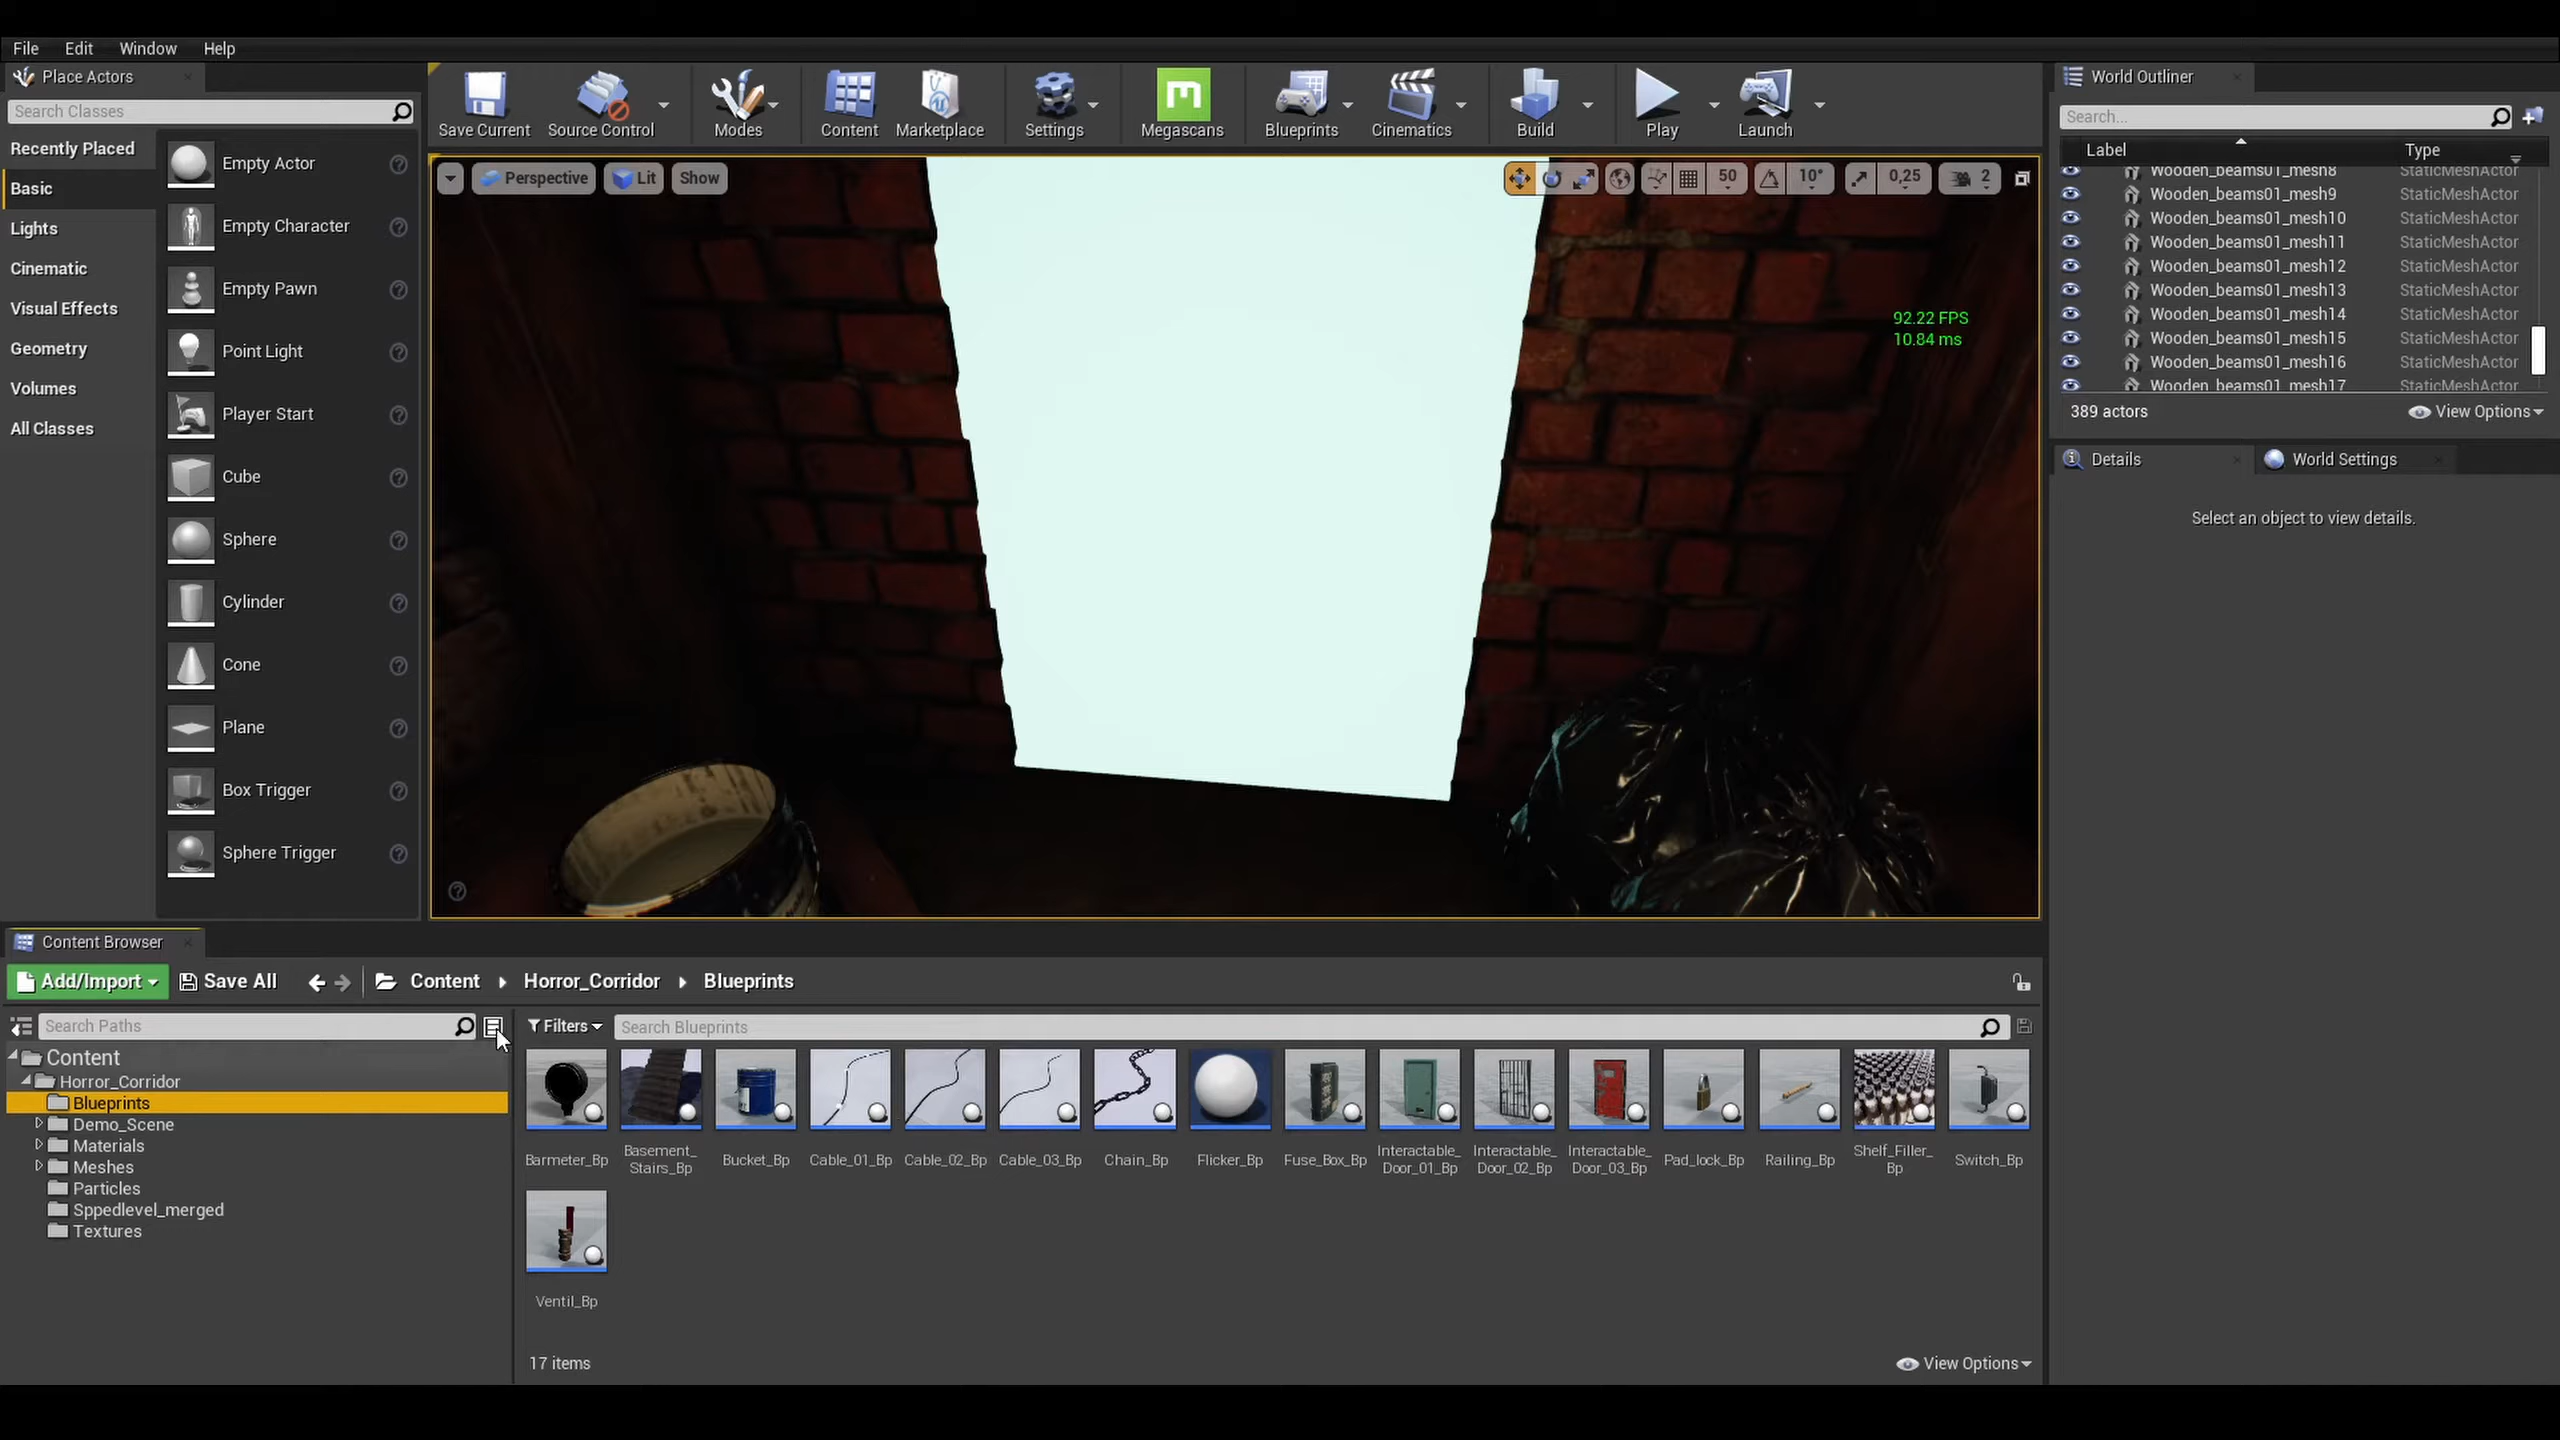 File Edit Window Help
Place Actors
Search Classes
Recently Placed
Basic
Lights
Cinematic
Visual Effects
Geometry
Volumes
All Classes
Empty Actor
Empty Character
Empty Pawn
Point Light
Player Start
Cube
Sphere
Cylinder
Cone
Plane
Box Trigger
Sphere Trigger
Save Current
Source Control
Modes
Content
Marketplace
Settings
Megascans
Blueprints
Cinematics
Build
Play
Launch
Perspective
Lit
Show
50
10°
0,25
2
92.22 FPS
10.84 ms
World Outliner
Search...
Label Type
Wooden_beams01_mesh8 StaticMeshActor
Wooden_beams01_mesh9 StaticMeshActor
Wooden_beams01_mesh10 StaticMeshActor
Wooden_beams01_mesh11 StaticMeshActor
Wooden_beams01_mesh12 StaticMeshActor
Wooden_beams01_mesh13 StaticMeshActor
Wooden_beams01_mesh14 StaticMeshActor
Wooden_beams01_mesh15 StaticMeshActor
Wooden_beams01_mesh16 StaticMeshActor
Wooden_beams01_mesh17 StaticMeshActor
389 actors
View Options
Details
World Settings
Select an object to view details.
Content Browser
Add/Import
Save All
Content
Horror_Corridor
Blueprints
Search Paths
Content
Horror_Corridor
Blueprints
Demo_Scene
Materials
Meshes
Particles
Sppedlevel_merged
Textures
Filters
Search Blueprints
Barmeter_Bp
Basement_
Stairs_Bp
Bucket_Bp
Cable_01_Bp
Cable_02_Bp
Cable_03_Bp
Chain_Bp
Flicker_Bp
Fuse_Box_Bp
Interactable_
Door_01_Bp
Interactable_
Door_02_Bp
Interactable_
Door_03_Bp
Pad_lock_Bp
Railing_Bp
Shelf_Filler_
Bp
Switch_Bp
Ventil_Bp
17 items
View Options